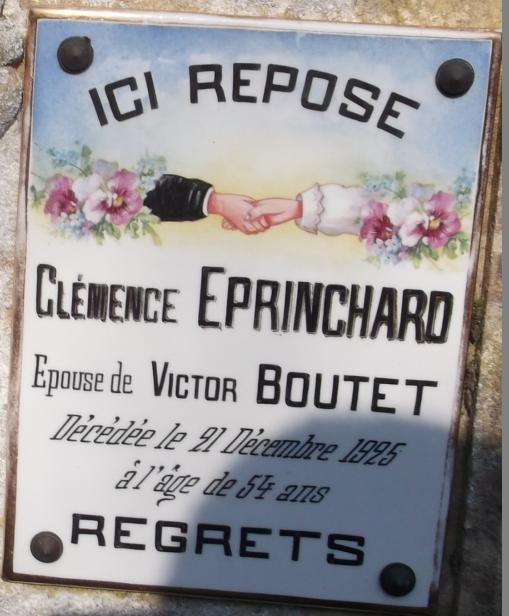 ICI REPOSE
CLÉMENCE EPRINCHARD
Epouse de VICTOR BOUTET
Décédée le 21 Décembre 1925
à l'âge de 54 ans
REGRETS